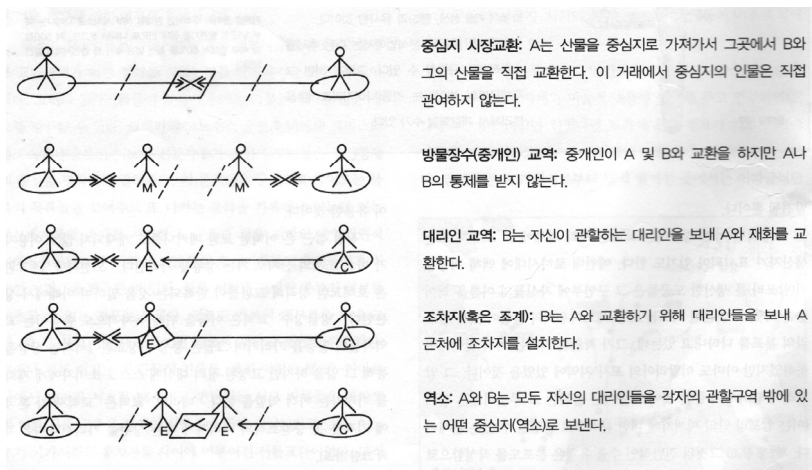 중심지 시장교환: A는 산물을 중심지로 가져가서 그곳에서 B와
그의 산물을 직접 교환한다. 이 거래에서 중심지의 인물은 직접
관여하지 않는다.
M
M
방물장수(중개인) 교역: 중개인이 A 및 B와 교환을 하지만 A나
B의 통제를 받지 않는다.
E
C
대리인 교역: B는 자신이 관할하는 대리인을 보내 A와 재화를 교
환한다.
E
C
조차지(혹은 조계): B는 A와 교환하기 위해 대리인들을 보내 A
근처에 조차지를 설치한다.
C
E
E
C
역소: A와 B는 모두 자신의 대리인들을 각자의 관할구역 밖에 있
는 어떤 중심지(역소)로 보낸다.